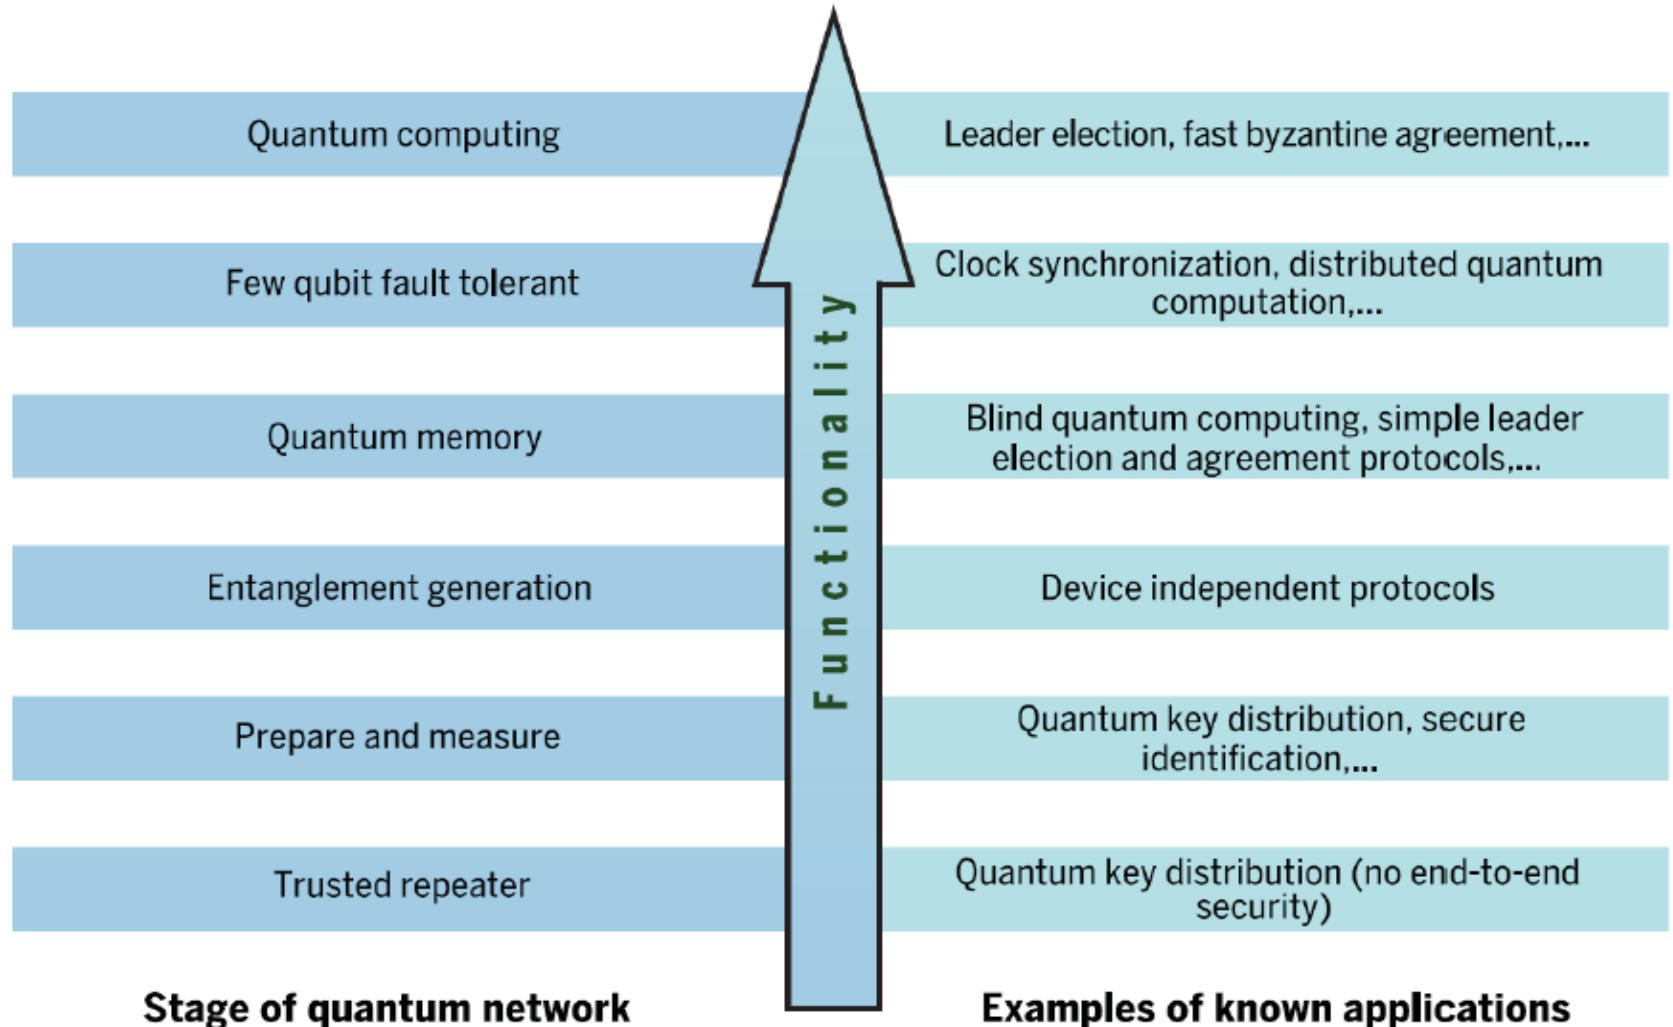 Quantum computing
Leader election, fast byzantine agreement,...
Few qubit fault tolerant
Clock synchronization, distributed quantum
computation,...
Quantum memory
Blind quantum computing, simple leader
election and agreement protocols,...
Entanglement generation
Device independent protocols
Prepare and measure
Quantum key distribution, secure
identification,...
Trusted repeater
Quantum key distribution (no end-to-end
security)
Functionality
Stage of quantum network
Examples of known applications